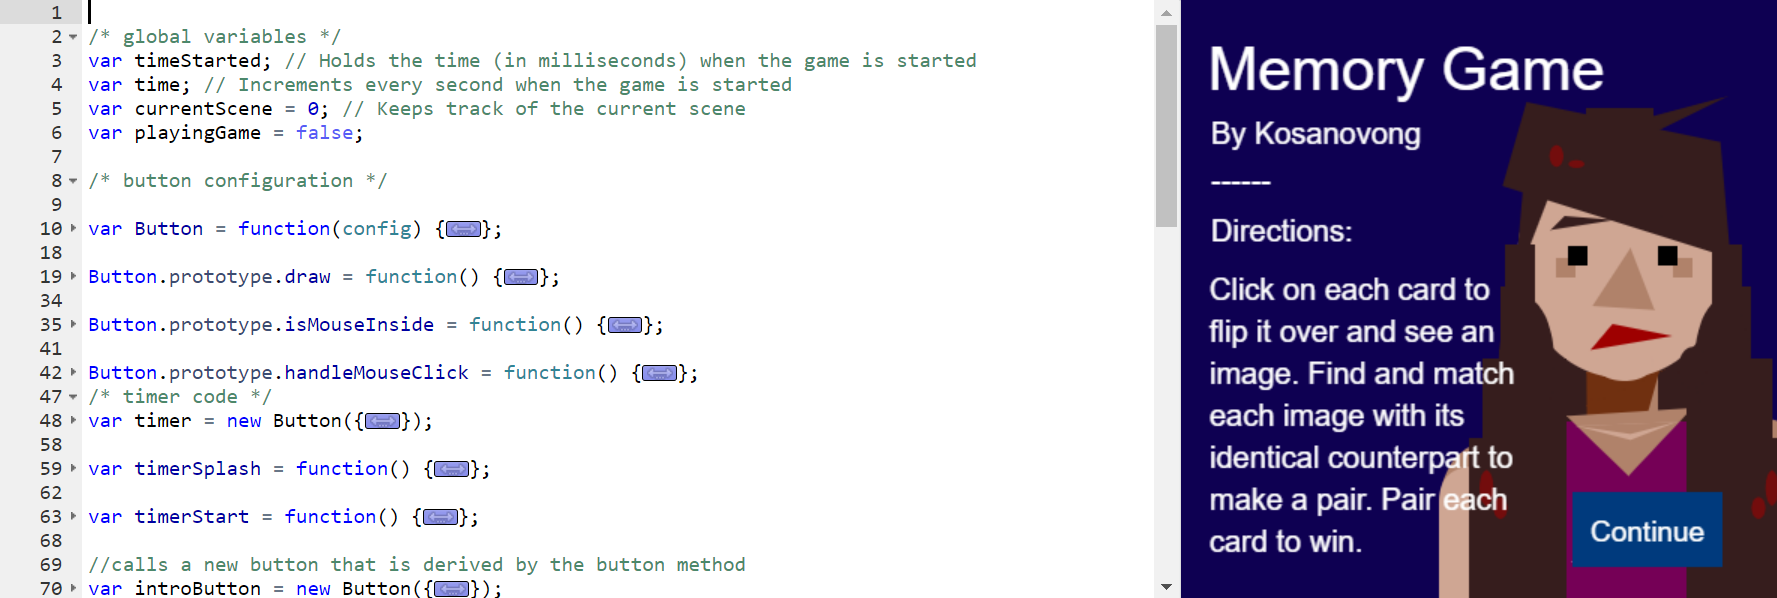 1
2 /* global variables */
3 var timeStarted; // Holds the time (in milliseconds) when the game is started
4 var time; // Increments every second when the game is started
5 var currentScene = 0; // Keeps track of the current scene
6 var playingGame = false;
7
8 /* button configuration */
9
10 var Button = function(config) {};
18
19 Button.prototype.draw = function() {};
34
35 Button.prototype.isMouseInside = function() {};
41
42 Button.prototype.handleMouseClick = function() {};
47 /* timer code */
48 var timer = new Button({});
58
59 var timerSplash = function() {};
62
63 var timerStart = function() {};
68
69 //calls a new button that is derived by the button method
70 var introButton = new Button({});
Memory Game
By Kosanovong
------
Directions:
Click on each card to
flip it over and see an
image. Find and match
each image with its
identical counterpart to
make a pair. Pair each
card to win.
Continue